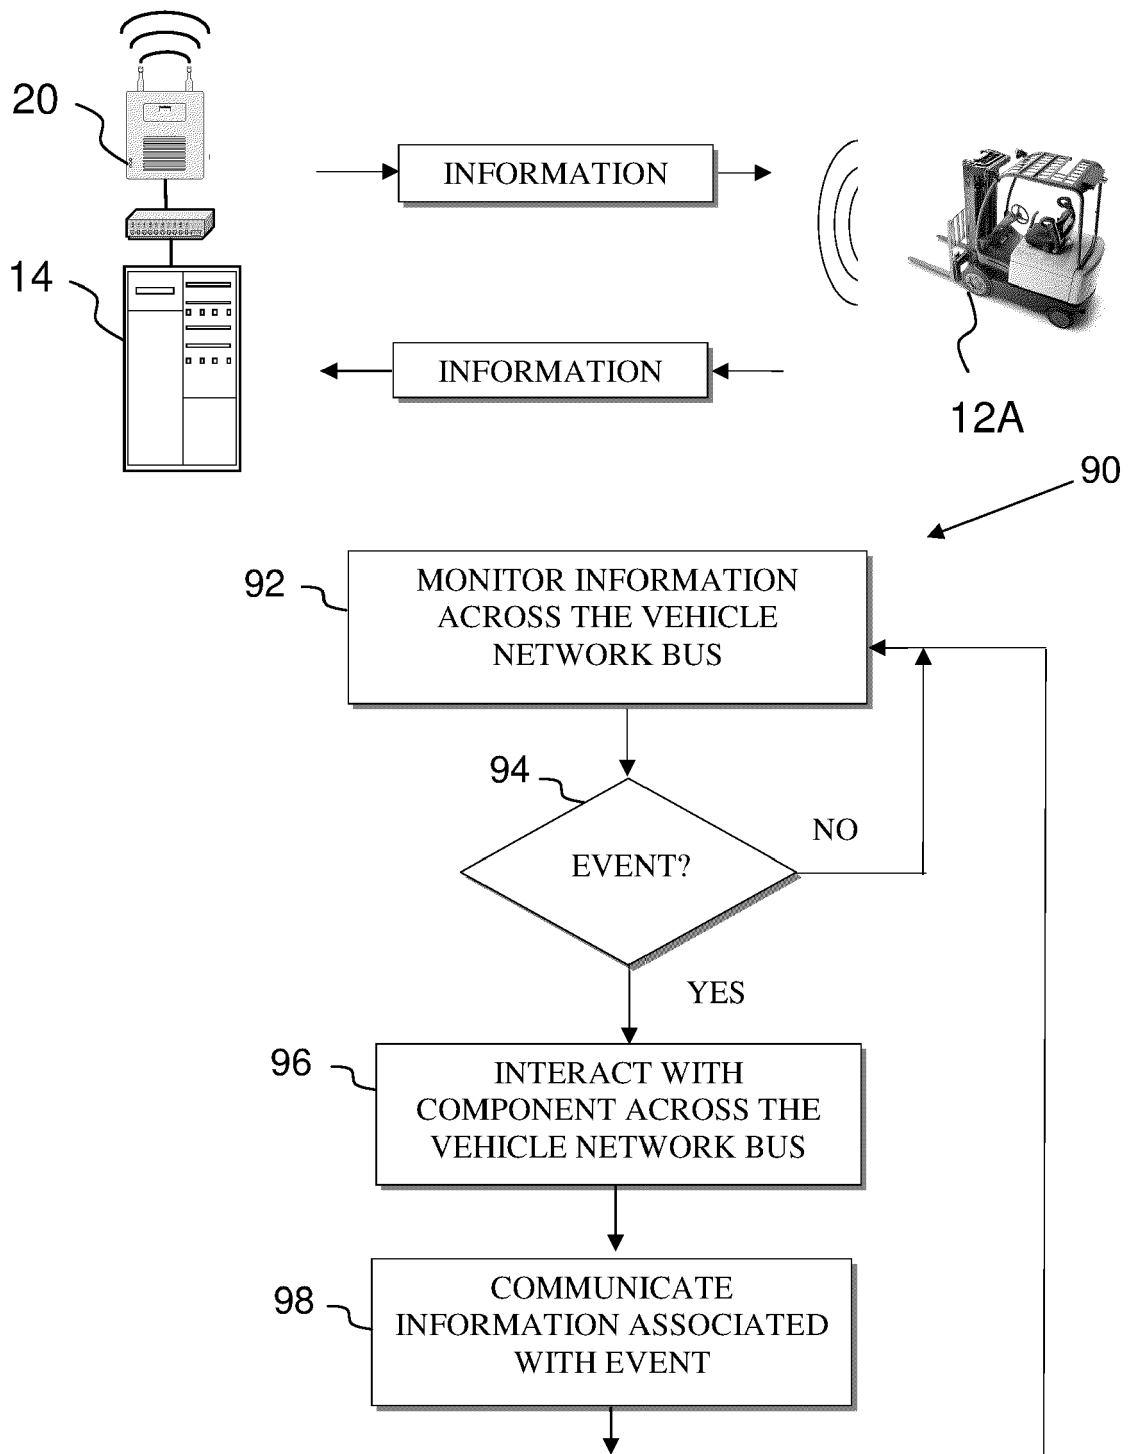 20
INFORMATION
14
INFORMATION
12A
90
92
MONITOR INFORMATION
ACROSS THE VEHICLE
NETWORK BUS
94
NO
EVENT?
YES
96
INTERACT WITH
COMPONENT ACROSS THE
VEHICLE NETWORK BUS
98
COMMUNICATE
INFORMATION ASSOCIATED
WITH EVENT